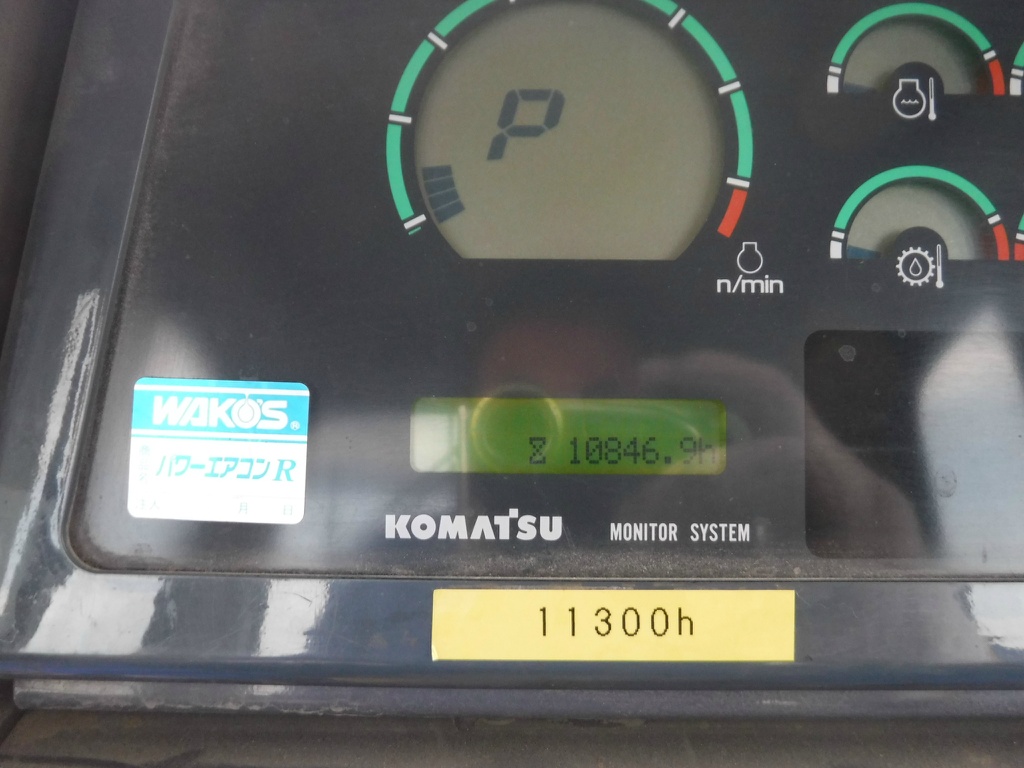 P
n/min
WAKO'S®
パワーエアコンR
月 日
10846.9h
KOMATSU
MONITOR SYSTEM
11300h